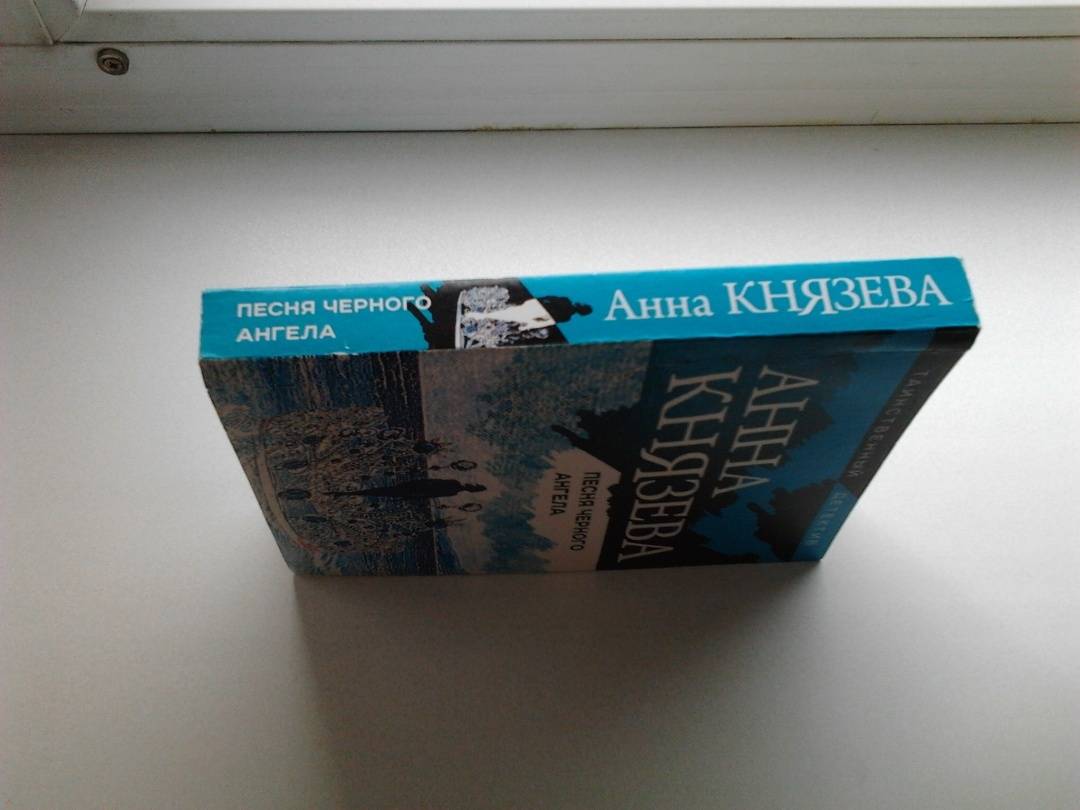 ПЕСНЯ ЧЕРНОГО
АНГЕЛА
Анна КНЯЗЕВА
ТАИНСТВЕННЫЙ ДЕТЕКТИВ
АННА
КНЯЗЕВА
ПЕСНЯ ЧЕРНОГО
АНГЕЛА